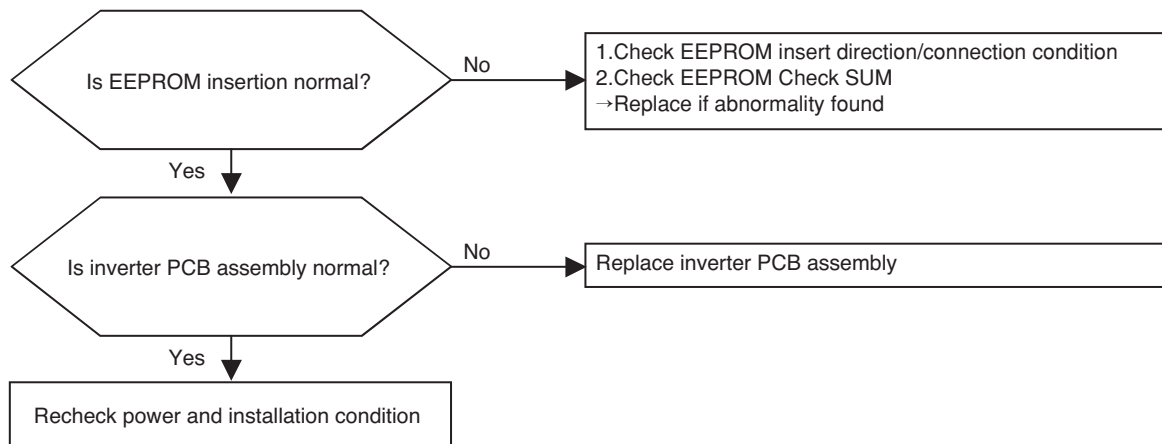 Is EEPROM insertion normal?
No
1.Check EEPROM insert direction/connection condition
2.Check EEPROM Check SUM
→Replace if abnormality found
Yes
Is inverter PCB assembly normal?
No
Replace inverter PCB assembly
Yes
Recheck power and installation condition